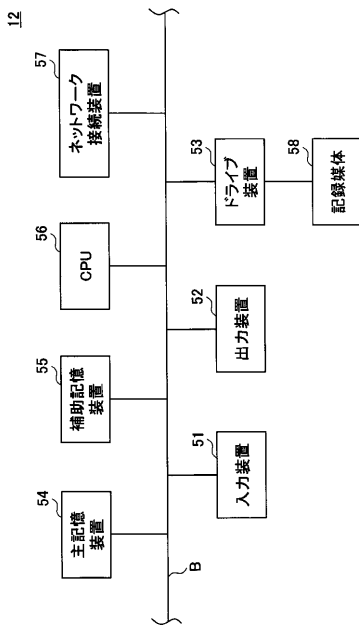 12
54
主記憶
装置
55
補助記憶
装置
56
CPU
57
ネットワーク
接続装置
B
51
入力装置
52
出力装置
53
ドライブ
装置
58
記録媒体